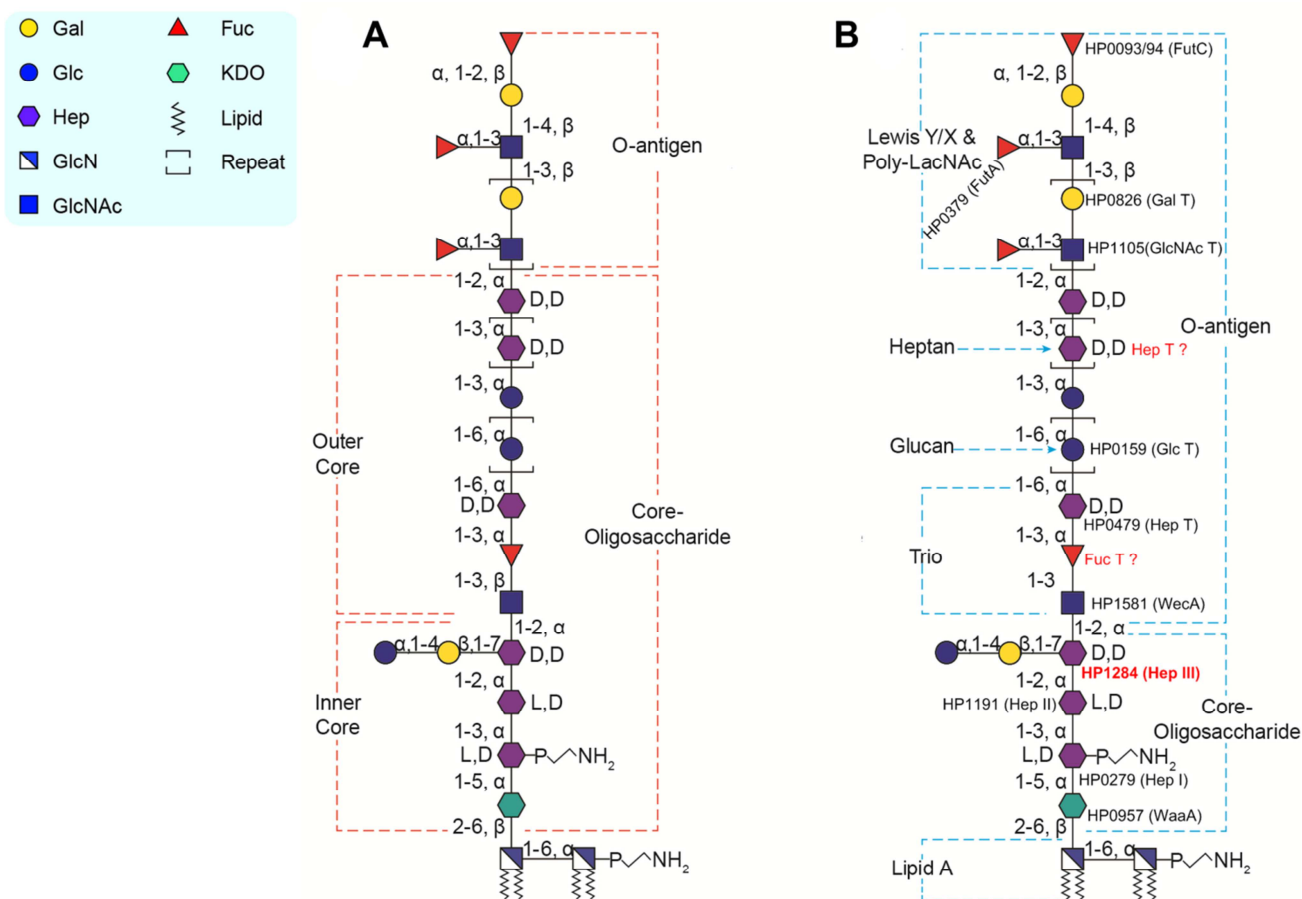 Gal
Fuc
Glc
KDO
Hep
Lipid
GlcN
Repeat
GlcNAc
A
α, 1-2, β
1-4, β
α,1-3
O-antigen
1-3, β
α,1-3
1-2, α
D,D
1-3, α
D,D
1-3, α
Outer
Core
1-6, α
1-6, α
D,D
Core-
Oligosaccharide
1-3, α
1-3, β
1-2, α
α,1-4
β,1-7
D,D
1-2, α
Inner
Core
L,D
1-3, α
L,D
P
NH2
1-5, α
2-6, β
1-6, α
P
NH2
B
HP0093/94 (FutC)
α, 1-2, β
Lewis Y/X &
Poly-LacNAc
1-4, β
α,1-3
1-3, β
HP0379 (FutA)
HP0826 (Gal T)
α,1-3
HP1105(GlcNAc T)
1-2, α
D,D
O-antigen
1-3, α
Heptan
D,D
Hep T ?
1-3, α
1-6, α
Glucan
HP0159 (Glc T)
1-6, α
D,D
HP0479 (Hep T)
1-3, α
Trio
Fuc T ?
1-3
HP1581 (WecA)
1-2, α
α,1-4
β,1-7
D,D
HP1284 (Hep III)
1-2, α
HP1191 (Hep II)
L,D
Core-
Oligosaccharide
1-3, α
L,D
P
NH2
1-5, α
HP0279 (Hep I)
HP0957 (WaaA)
2-6, β
1-6, α
P
NH2
Lipid A